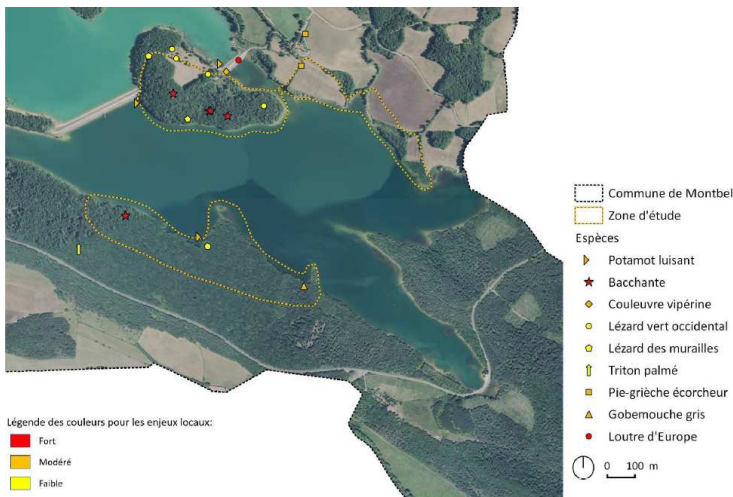 Commune de Montbel
Zone d'étude
Espèces
Potamot luisant
Bacchante
Couleuvre vipérine
Lézard vert occidental
Lézard des murailles
Triton palmé
Pie-grièche écorcheur
Gobemouche gris
Loutre d'Europe
0 100 m
Légende des couleurs pour les enjeux locaux:
Fort
Modéré
Faible